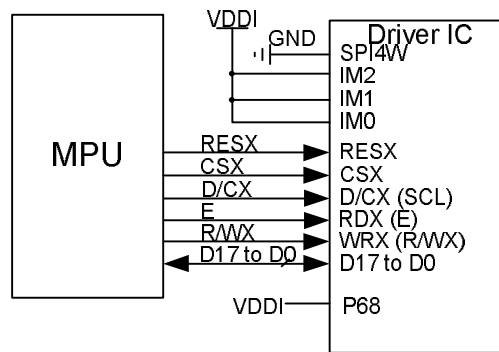 VDDI
GND
Driver IC
SPI4W
IM2
IM1
IM0
MPU
RESX
RESX
CSX
CSX
D/CX
D/CX (SCL)
E
RDX (E)
R/WX
WRX (R/WX)
D17 to D0
D17 to D0
VDDI
P68